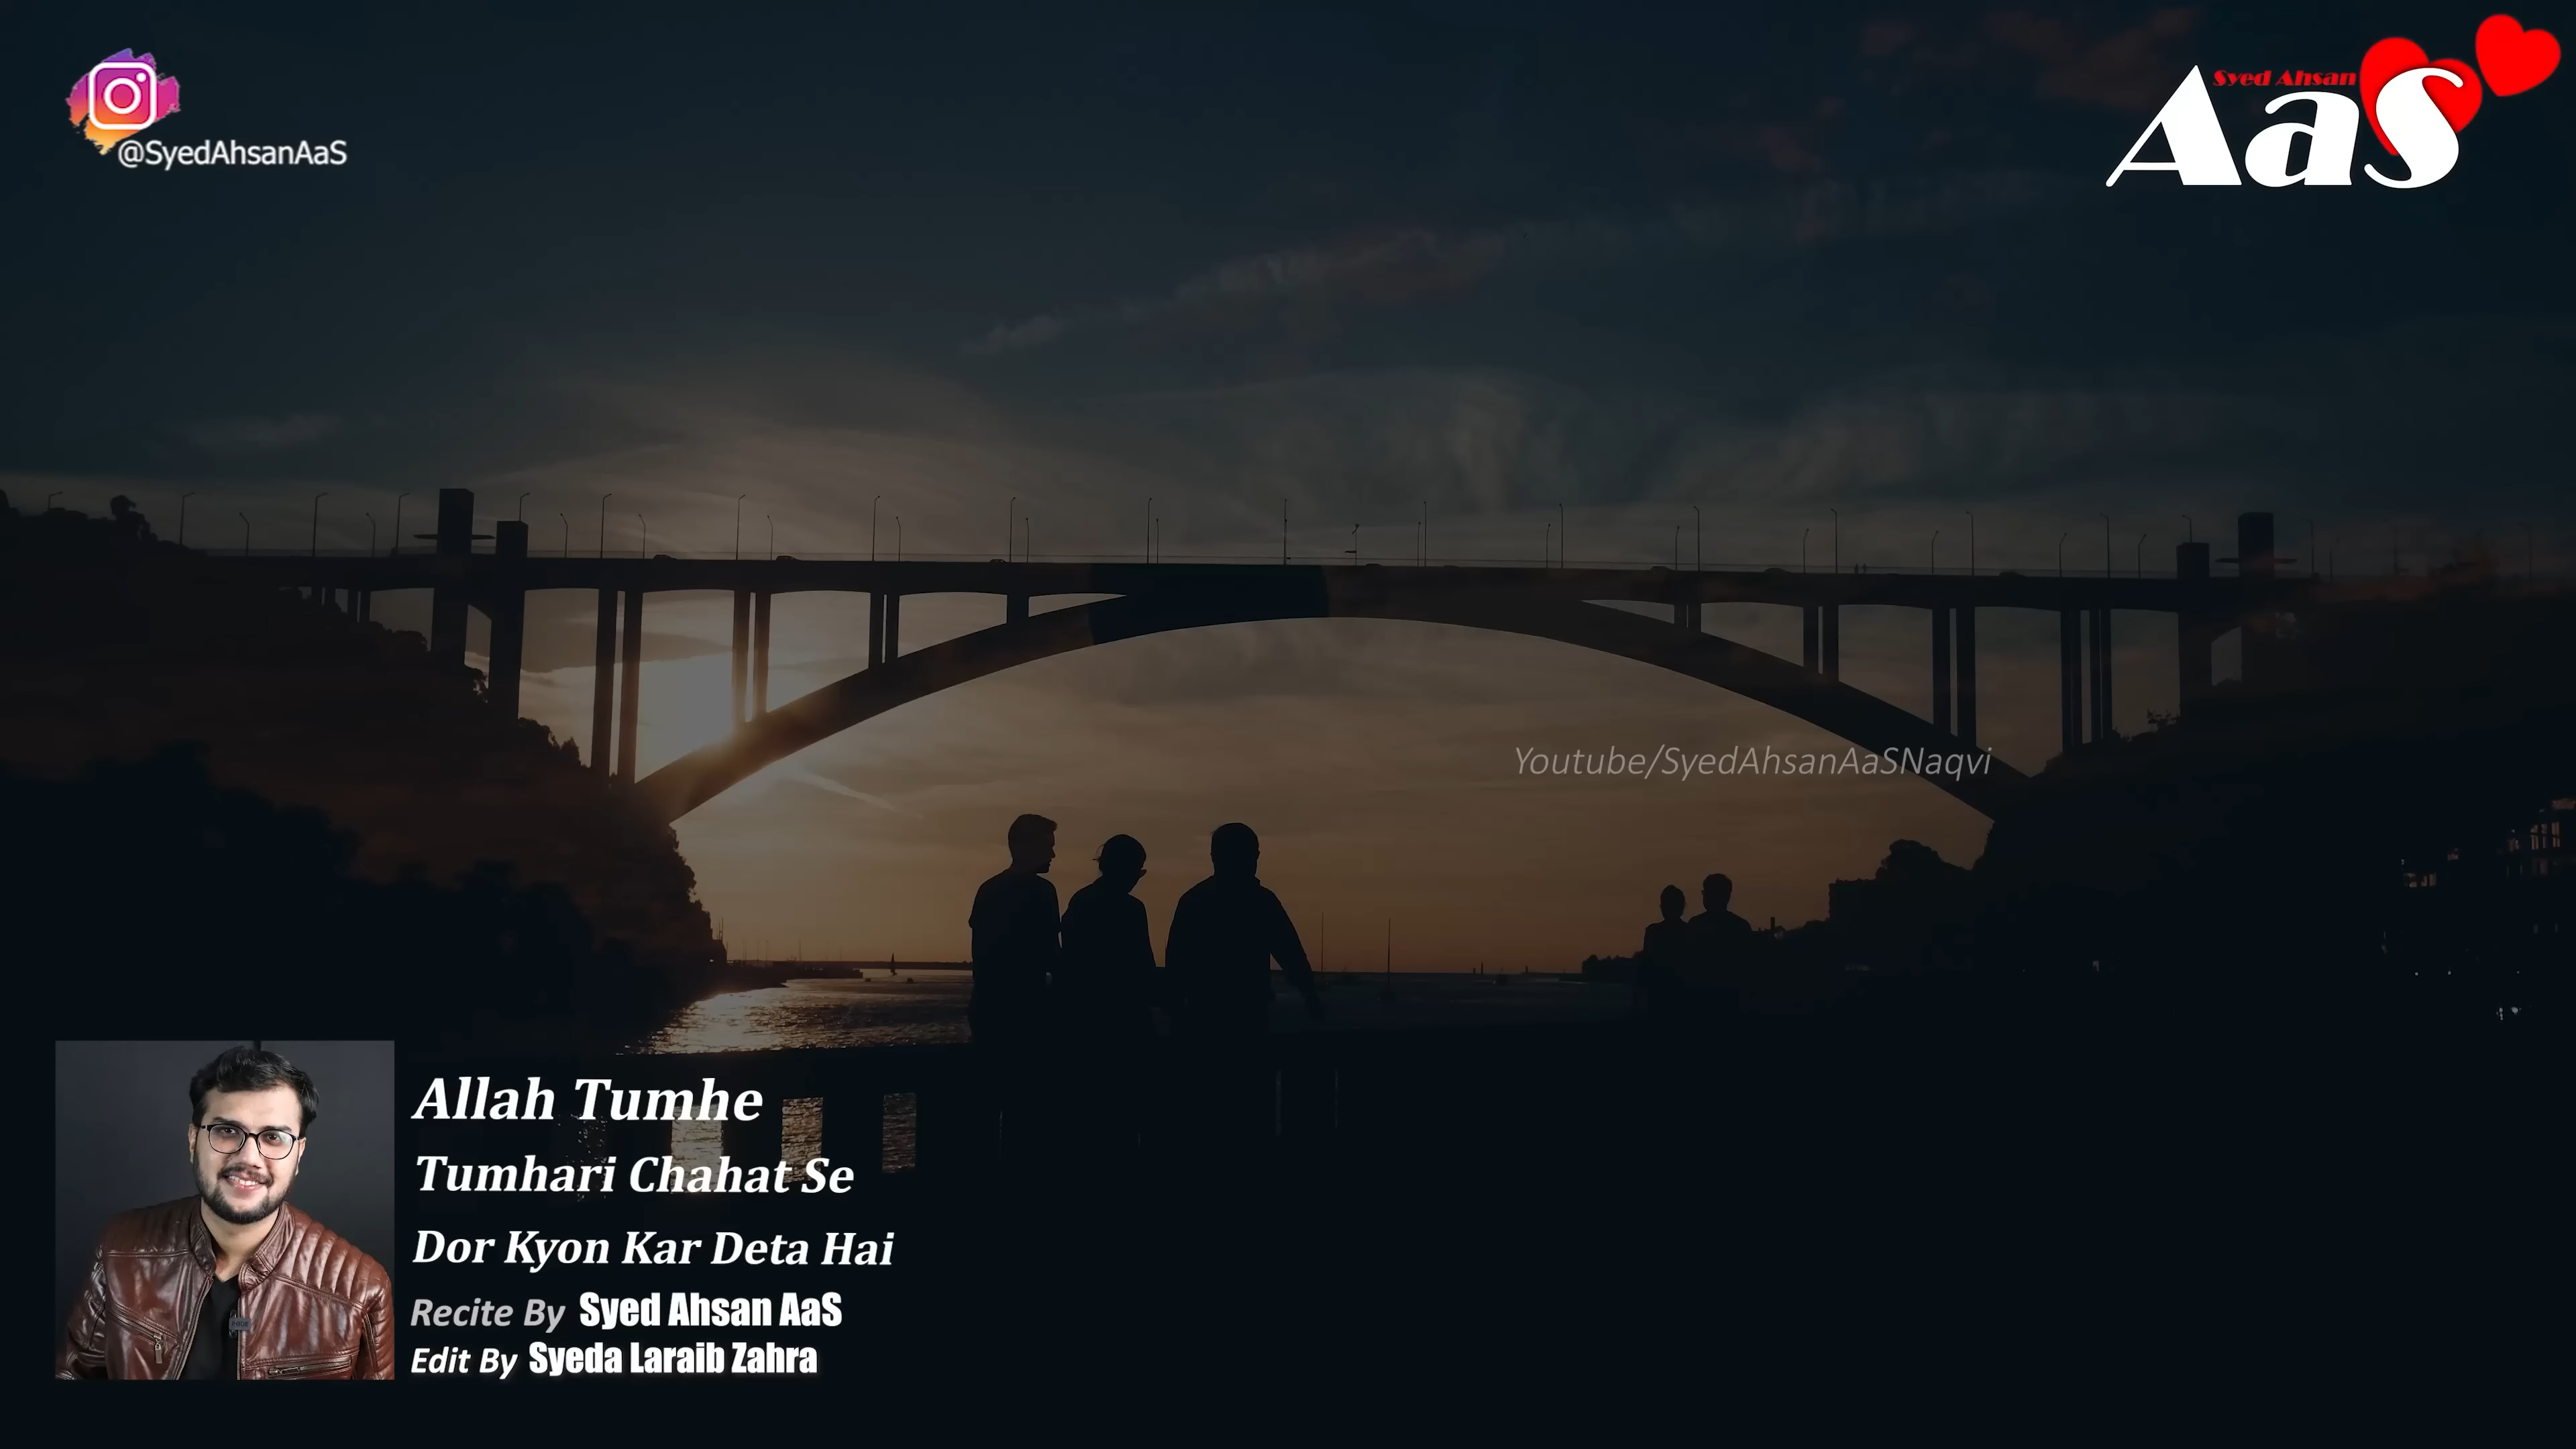 @SyedAhsanAaS
Syed Ahsan
AaS
Youtube/SyedAhsanAaSNaqvi
Allah Tumhe
Tumhari Chahat Se
Dor Kyon Kar Deta Hai
Recite By Syed Ahsan AaS
Edit By Syeda Laraib Zahra